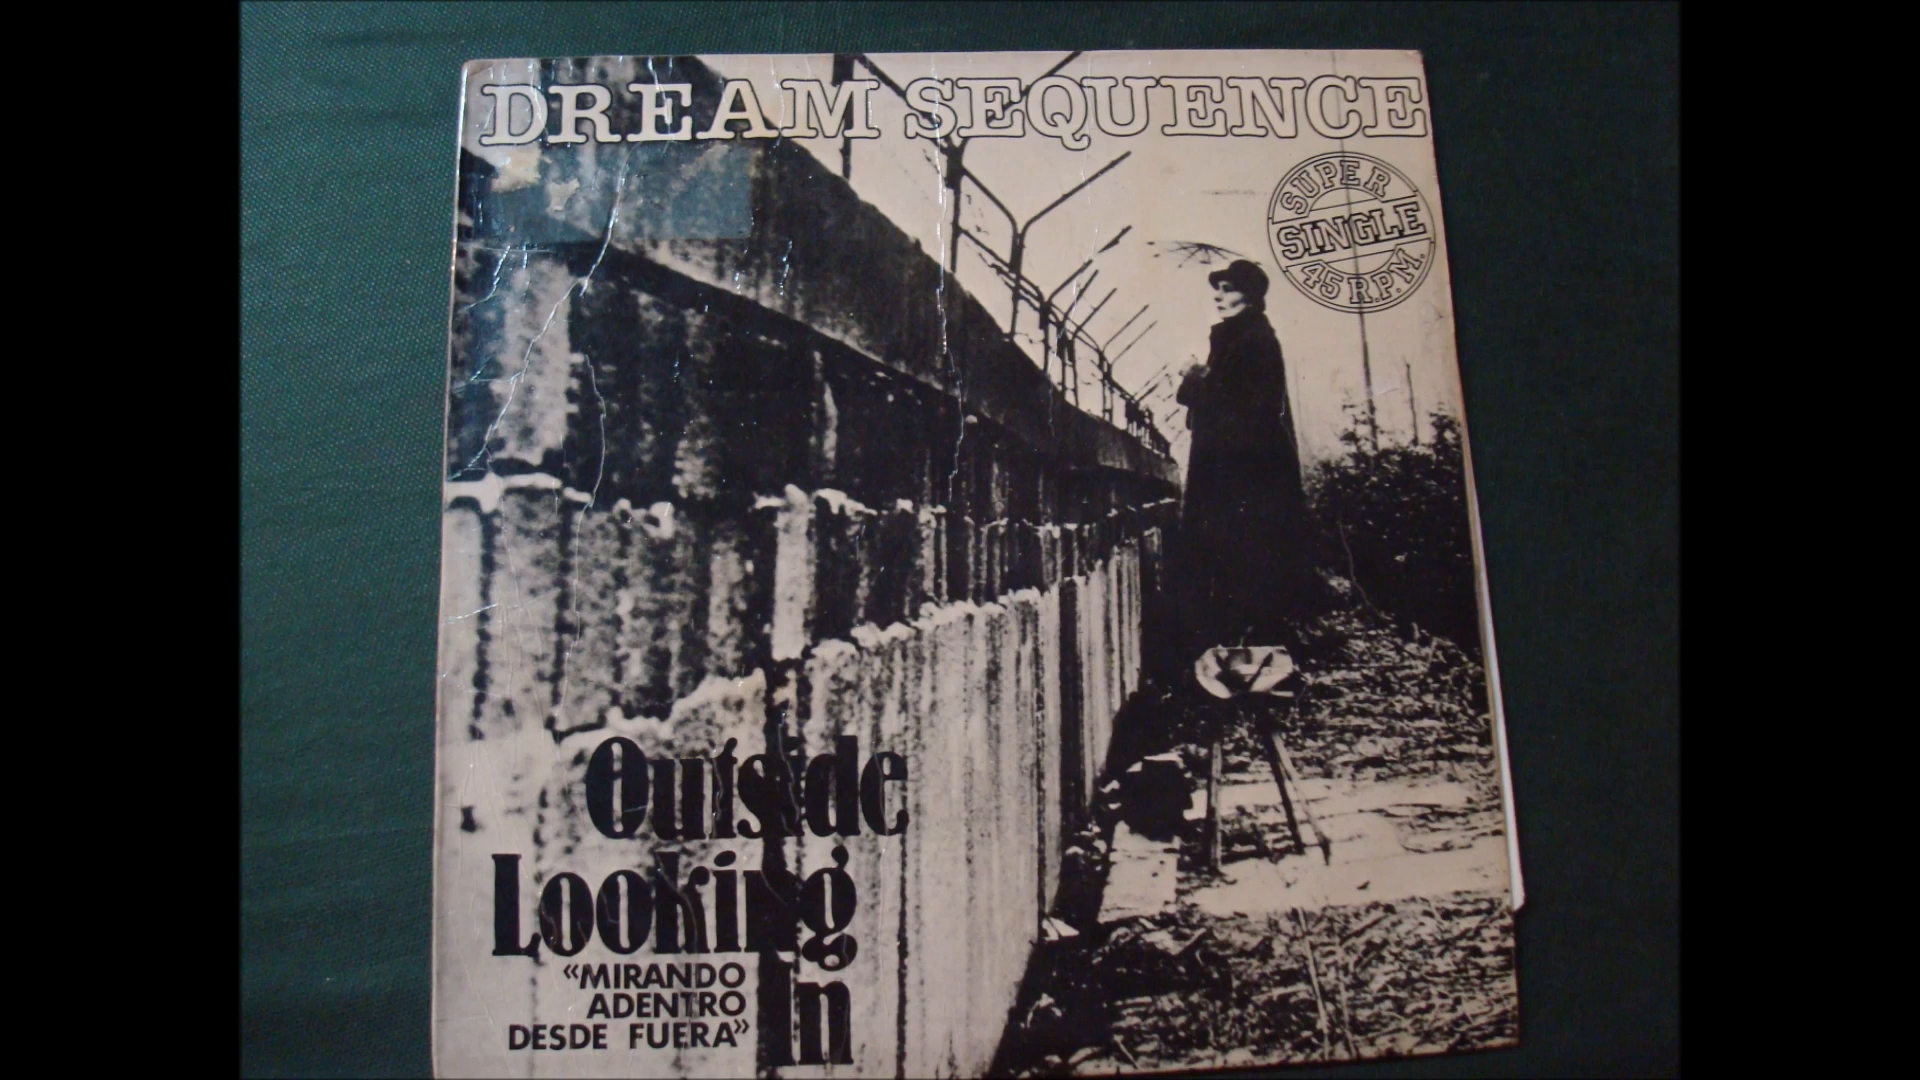 DREAM SEQUENCE
SUPER
SINGLE
45 R.P.M.
Outside
Looking
In
«MIRANDO
ADENTRO
DESDE FUERA»